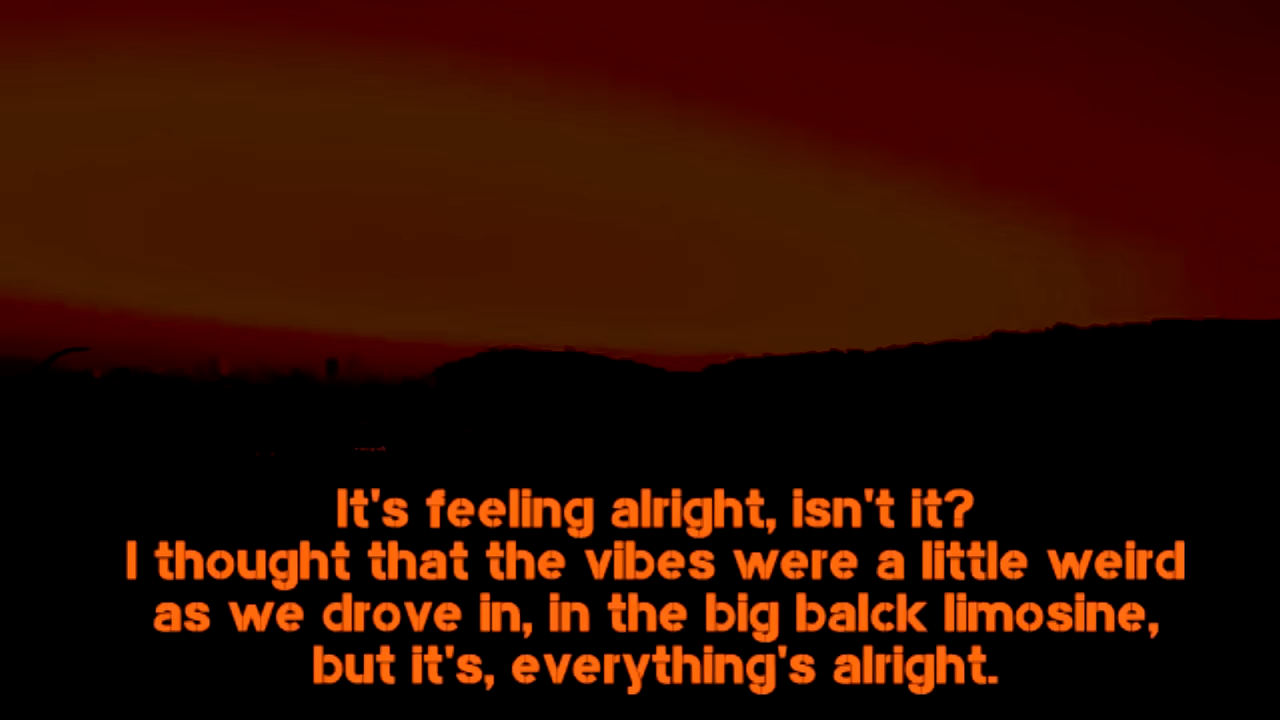 It's feeling alright, isn't it?
I thought that the vibes were a little weird
as we drove in, in the big balck limosine,
but it's, everything's alright.